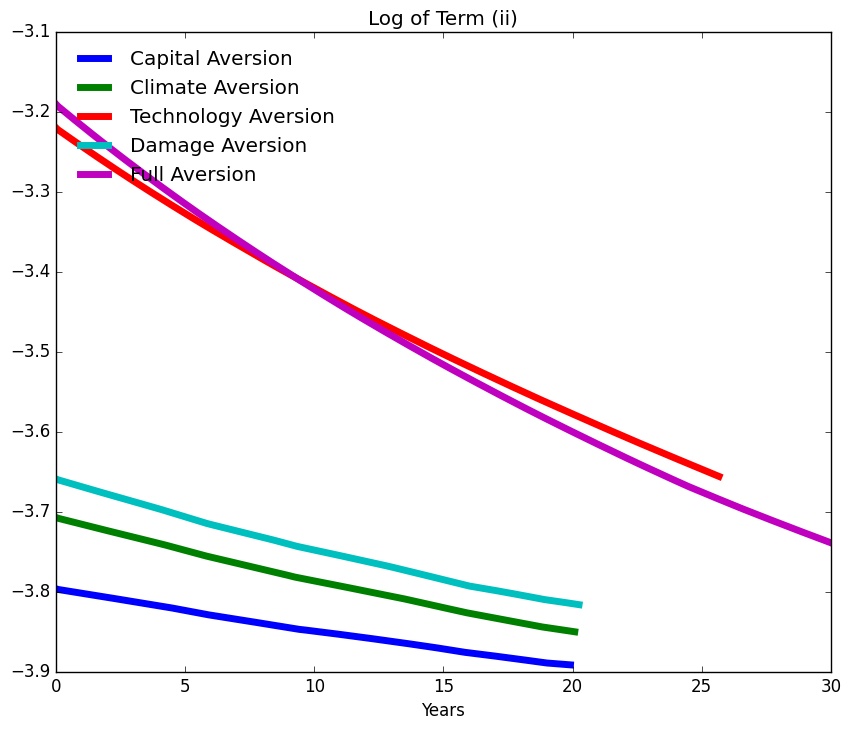 Log of Term (ii)
−3.1
−3.2
−3.3
−3.4
−3.5
−3.6
−3.7
−3.8
−3.9
Capital Aversion
Climate Aversion
Technology Aversion
Damage Aversion
Full Aversion
0 5 10 15 20 25 30
Years